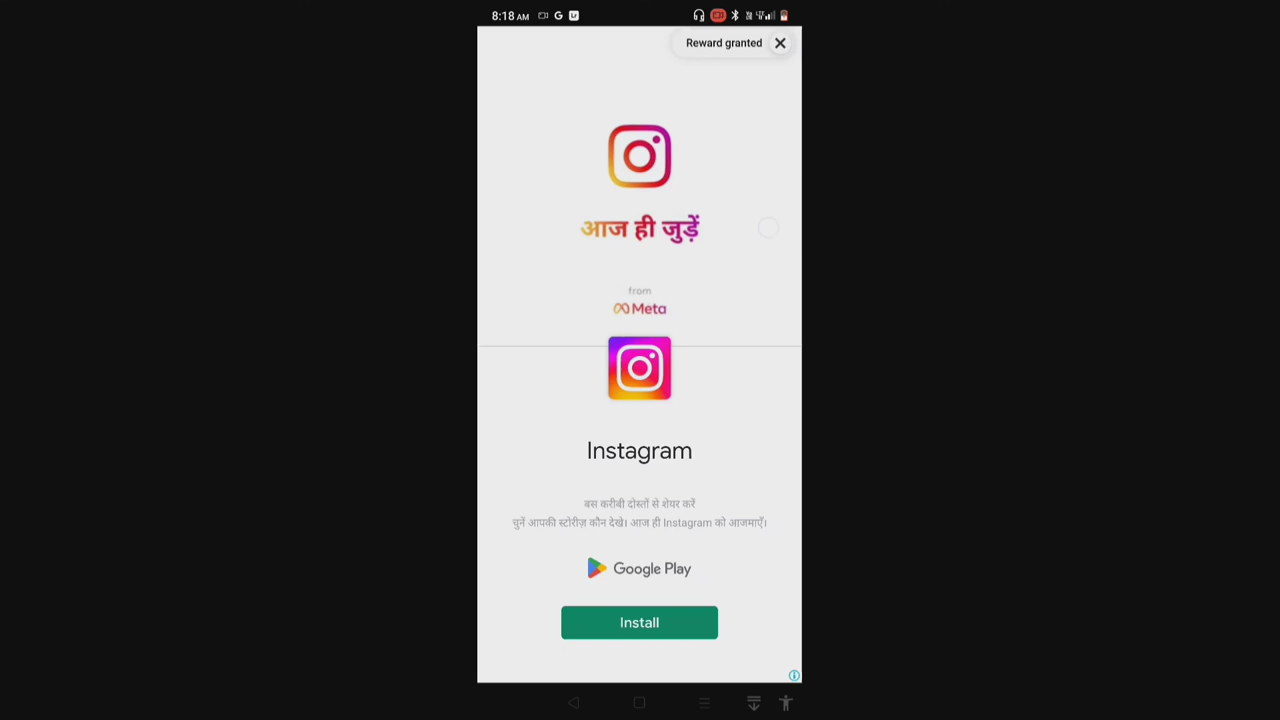 8:18 AM
Reward granted
आज ही जुड़ें
from
Meta
Instagram
बस करीबी दोस्तों से शेयर करें
चुनें आपकी स्टोरीज़ कौन देखे। आज ही Instagram को आजमाएँ।
Google Play
Install